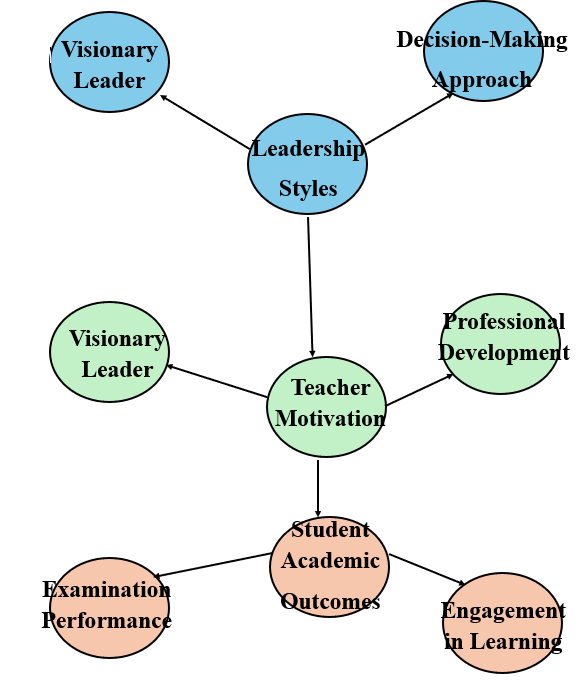 Visionary
Leader
Decision-Making
Approach
Leadership
Styles
Visionary
Leader
Professional
Development
Teacher
Motivation
Student
Academic
Outcomes
Examination
Performance
Engagement
in Learning